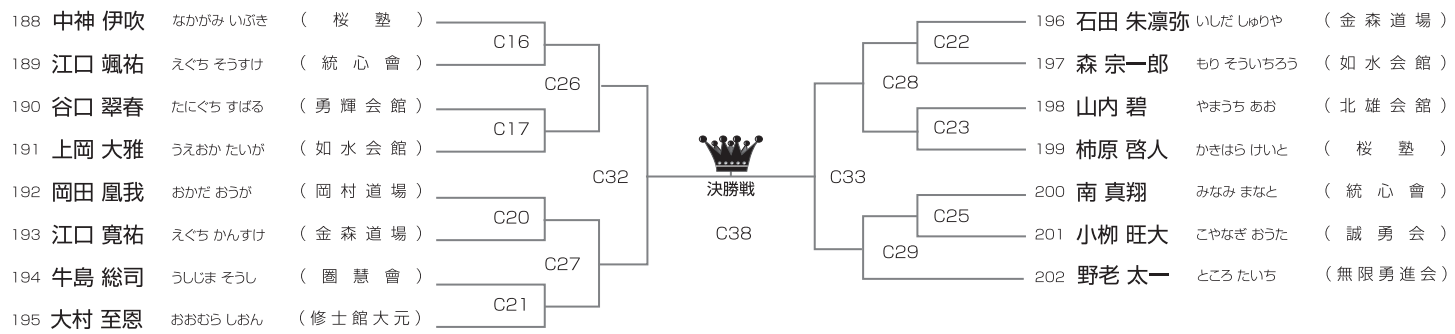 188 中神 伊吹 なかがみ いぶき （桜塾）
189 江口 颯祐 えぐち そうすけ （統心會）
190 谷口 翠春 たにぐち すばる （勇輝会館）
191 上岡 大雅 うえおか たいが （如水会館）
192 岡田 凰我 おかだ おうが （岡村道場）
193 江口 寛祐 えぐち かんすけ （金森道場）
194 牛島 総司 うしじま そうし （圏慧會）
195 大村 至恩 おおむら しおん （修士館大元）
C16
C17
C20
C21
C26
C27
C32
決勝戦
C38
C33
C28
C29
C22
C23
C25
196 石田 朱凛弥 いしだ しゅりや （金森道場）
197 森 宗一郎 もり そういちろう （如水会館）
198 山内 碧 やまうち あお （北雄会舘）
199 柿原 啓人 かきはら けいと （桜塾）
200 南 真翔 みなみ まなと （統心會）
201 小栁 旺大 こやなぎ おうた （誠勇会）
202 野老 太一 ところ たいち （無限勇進会）